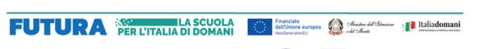 FUTURA
LA SCUOLA
PER L'ITALIA DI DOMANI
Finanziato
dall'Unione europea
NextGenerationEU
Ministero dell'Istruzione
e del Merito
Italiadomani